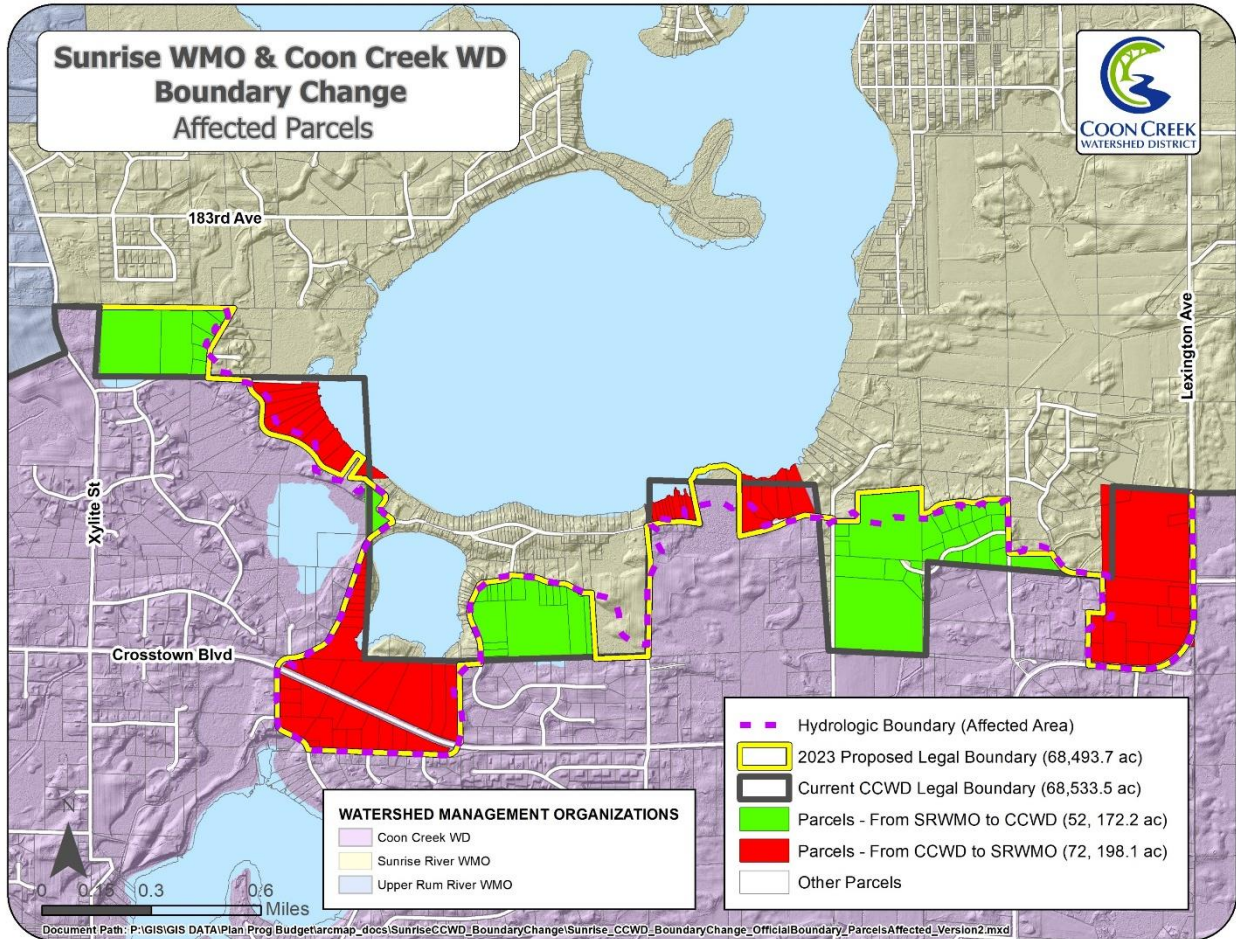 Sunrise WMO & Coon Creek WD
Boundary Change
Affected Parcels
COON CREEK
WATERSHED DISTRICT
183rd Ave
Lexington Ave
Xylite St
Crosstown Blvd
Hydrologic Boundary (Affected Area)
2023 Proposed Legal Boundary (68,493.7 ac)
Current CCWD Legal Boundary (68,533.5 ac)
Parcels - From SRWMO to CCWD (52, 172.2 ac)
Parcels - From CCWD to SRWMO (72, 198.1 ac)
Other Parcels
WATERSHED MANAGEMENT ORGANIZATIONS
Coon Creek WD
Sunrise River WMO
Upper Rum River WMO
N
0 0.15 0.3 0.6
Miles
Document Path: P:\GIS\GIS DATA\Plan Prog Budget\arcmap_docs\SunriseCCWD_BoundaryChange\Sunrise_CCWD_BoundaryChange_OfficialBoundary_ParcelsAffected_Version2.mxd